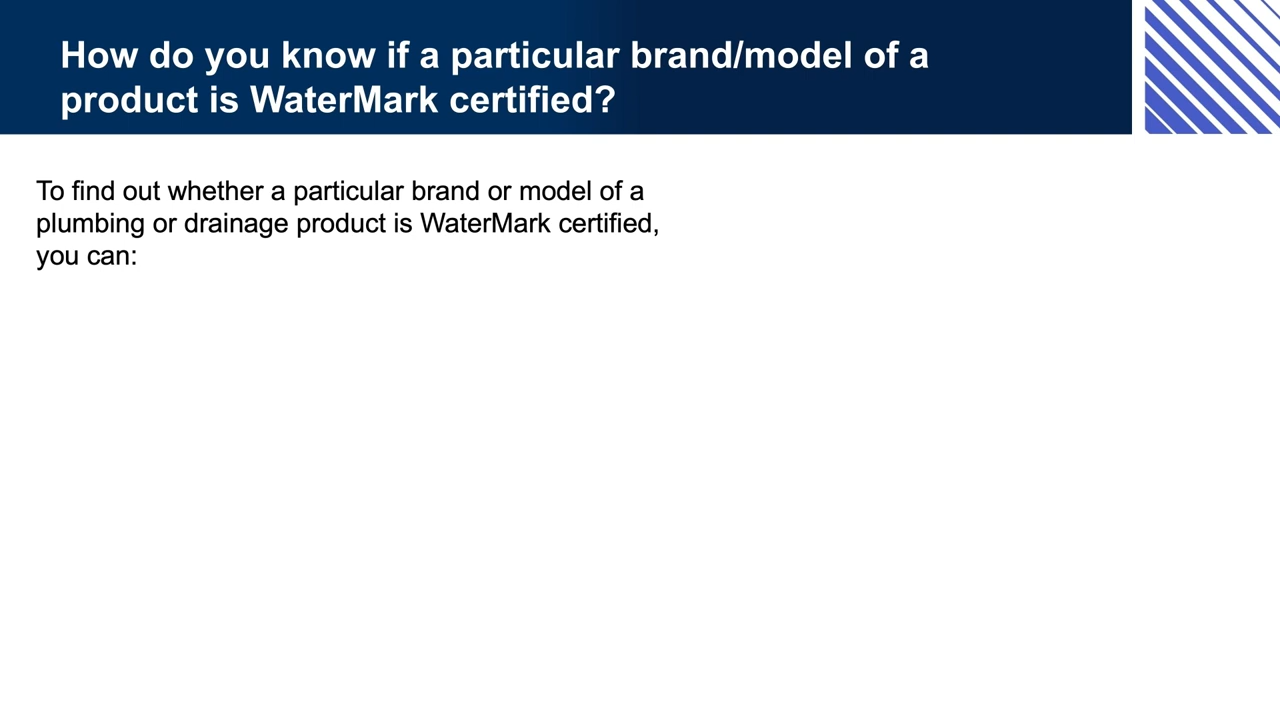 How do you know if a particular brand/model of a
product is WaterMark certified?
To find out whether a particular brand or model of a
plumbing or drainage product is WaterMark certified,
you can: